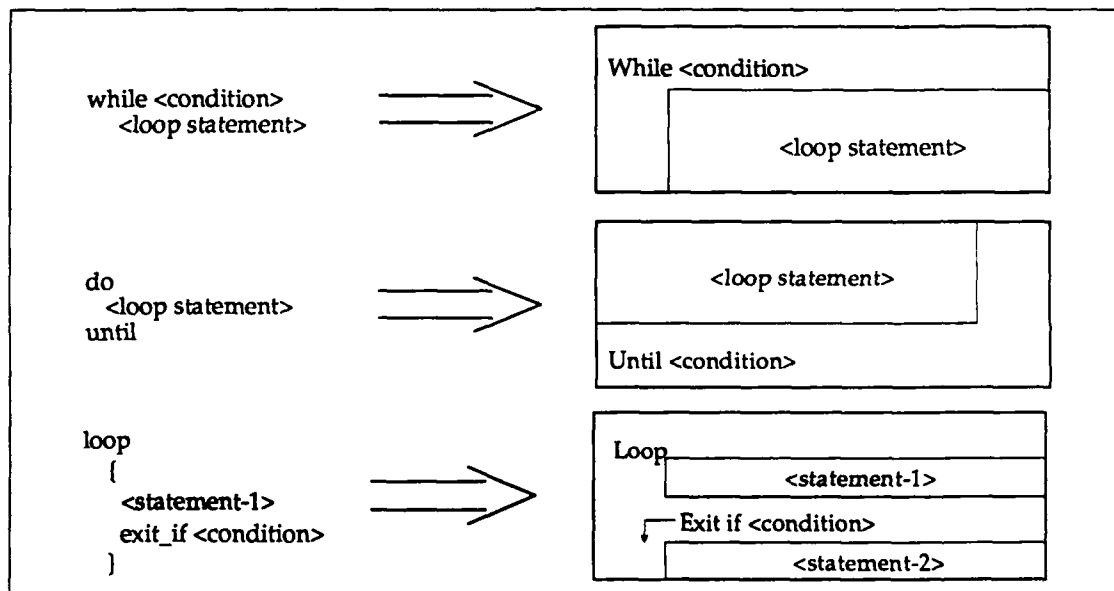 while <condition>
<loop statement>
While <condition>
<loop statement>
do
<loop statement>
until
<loop statement>
Until <condition>
loop
{
<statement-1>
exit_if <condition>
}
Loop
<statement-1>
Exit if <condition>
<statement-2>